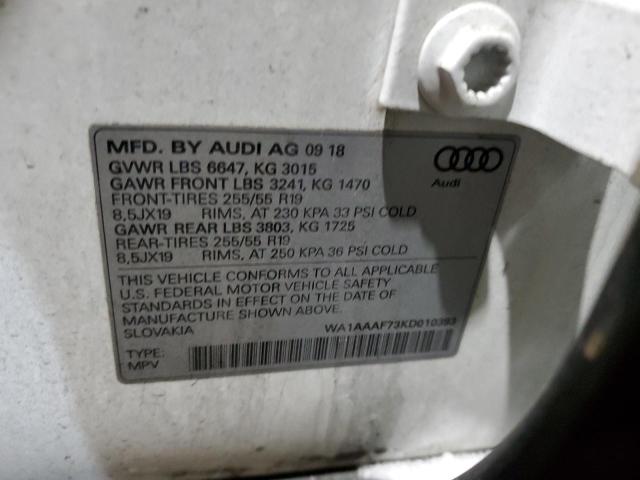 MFD. BY AUDI AG 09 18
GVWR LBS 6647, KG 3015
GAWR FRONT LBS 3241, KG 1470
FRONT-TIRES 255/55 R19
8,5JX19 RIMS, AT 230 KPA 33 PSI COLD
GAWR REAR LBS 3803, KG 1725
REAR-TIRES 255/55 R19
8,5JX19 RIMS, AT 250 KPA 36 PSI COLD
Audi
THIS VEHICLE CONFORMS TO ALL APPLICABLE
U.S. FEDERAL MOTOR VEHICLE SAFETY
STANDARDS IN EFFECT ON THE DATE OF
MANUFACTURE SHOWN ABOVE.
SLOVAKIA WA1AAAF73KD010393
TYPE:
MPV